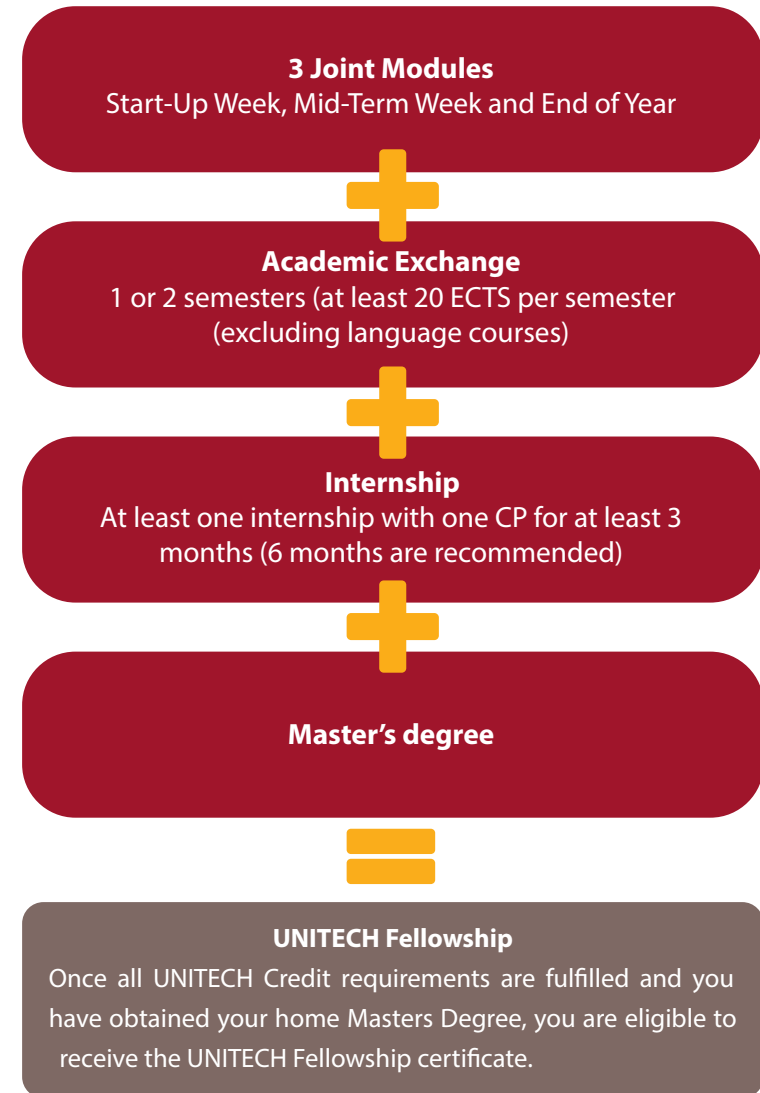 3 Joint Modules
Start-Up Week, Mid-Term Week and End of Year
Academic Exchange
1 or 2 semesters (at least 20 ECTS per semester
(excluding language courses)
Internship
At least one internship with one CP for at least 3
months (6 months are recommended)
Master’s degree
UNITECH Fellowship
Once all UNITECH Credit requirements are fulfilled and you
have obtained your home Masters Degree, you are eligible to
receive the UNITECH Fellowship certificate.